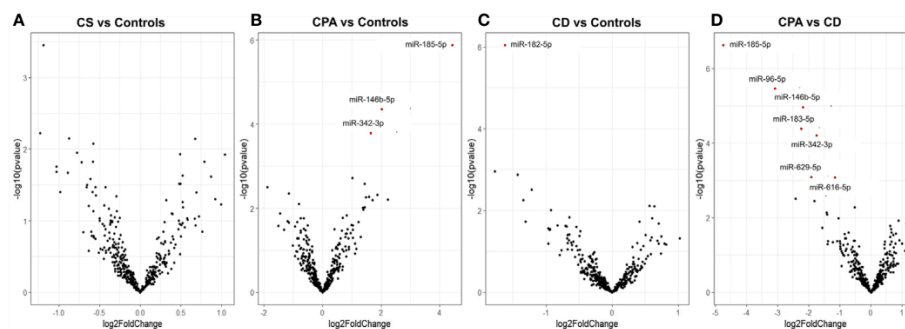 A
CS vs Controls
3
2
1
0
-log10(pvalue)
-1.0
-0.5
0.0
0.5
1.0
log2FoldChange
B
CPA vs Controls
6
4
2
0
-log10(pvalue)
miR-185-5p
miR-146b-5p
miR-342-3p
-2
0
2
4
log2FoldChange
C
CD vs Controls
6
4
2
0
-log10(pvalue)
miR-182-5p
-1
0
1
log2FoldChange
D
CPA vs CD
6
4
2
0
-log10(pvalue)
miR-185-5p
miR-96-5p
miR-146b-5p
miR-183-5p
miR-342-3p
miR-629-5p
miR-616-5p
-5
-4
-3
-2
-1
0
1
log2FoldChange